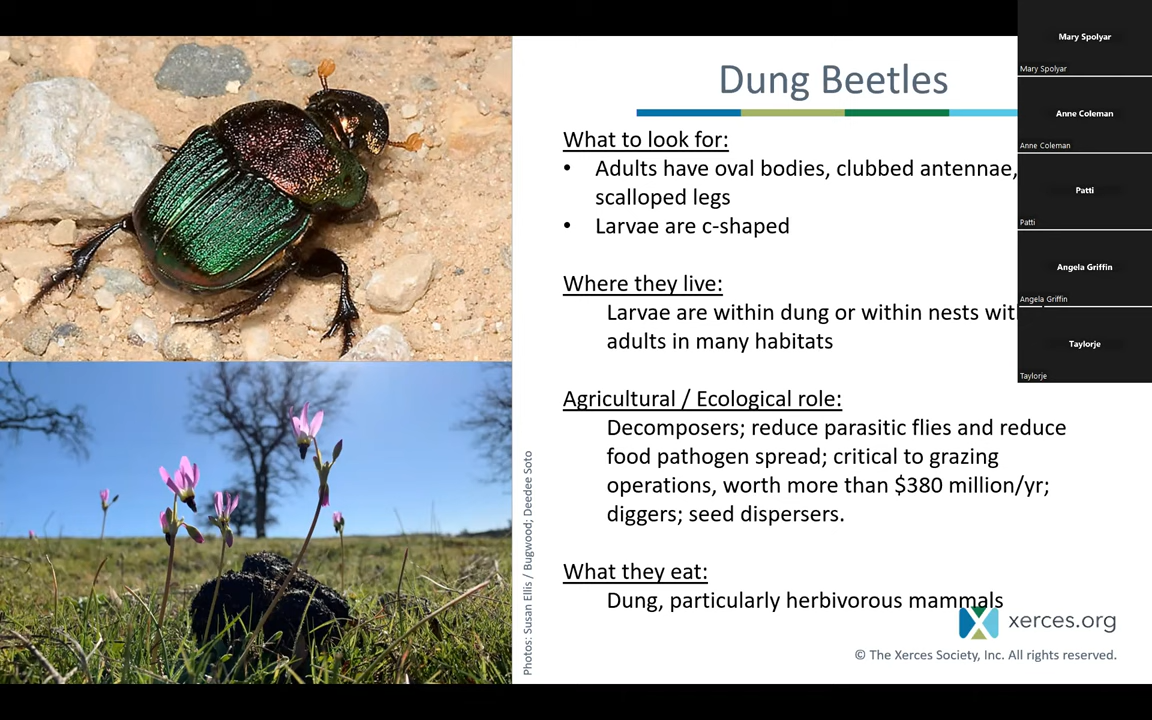 Dung Beetles
What to look for:
• Adults have oval bodies, clubbed antennae,
scalloped legs
• Larvae are c-shaped
Where they live:
Larvae are within dung or within nests
adults in many habitats
Agricultural / Ecological role:
Decomposers; reduce parasitic flies and reduce
food pathogen spread; critical to grazing
operations, worth more than $380 million/yr;
diggers; seed dispersers.
What they eat:
Dung, particularly herbivorous mammals
xerces.org
© The Xerces Society, Inc. All rights reserved.
Photos: Susan Ellis / Bugwood; Deedee Soto
Mary Spolyar
Mary Spolyar
Anne Coleman
Anne Coleman
Patti
Patti
Angela Griffin
Angela Griffin
Taylorje
Taylorje